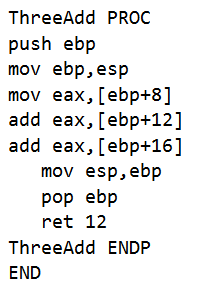 ThreeAdd PROC
push ebp
mov ebp,esp
mov eax,[ebp+8]
add eax,[ebp+12]
add eax,[ebp+16]
mov esp,ebp
pop ebp
ret 12
ThreeAdd ENDP
END